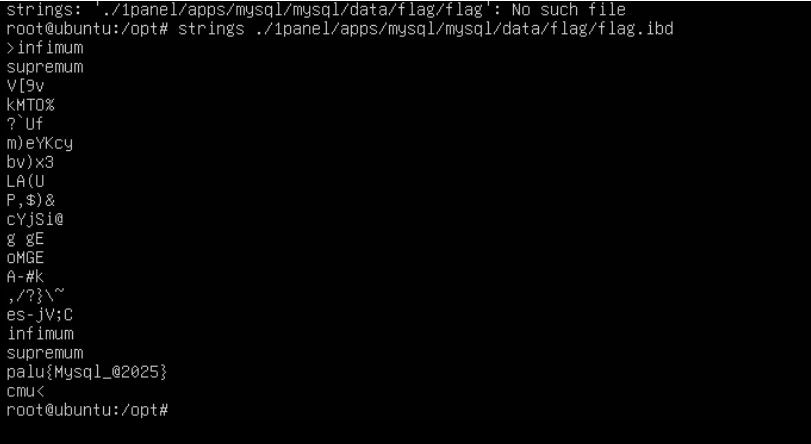 strings: './1panel/apps/mysql/mysql/data/flag/flag': No such file
root@ubuntu:/opt# strings ./1panel/apps/mysql/mysql/data/flag/flag.ibd
>infimum
supremum
V[9v
kMTO%
?`Uf
m)eYKcy
bv)x3
LA(U
P,$)&
cYjSi@
g gE
oMGE
A-#k
,/?}\~
es-jV;C
infimum
supremum
palu{Mysql_@2025}
cmu<
root@ubuntu:/opt#